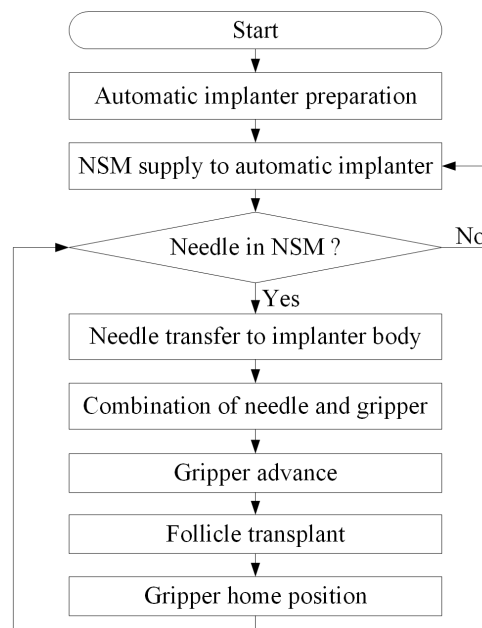 Start
Automatic implanter preparation
NSM supply to automatic implanter
Needle in NSM ?
No
Yes
Needle transfer to implanter body
Combination of needle and gripper
Gripper advance
Follicle transplant
Gripper home position